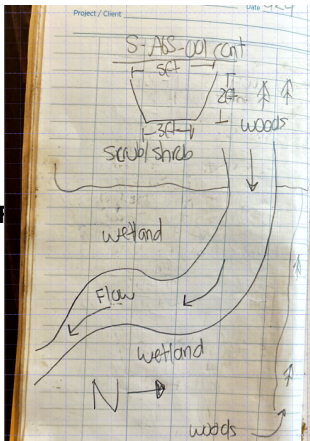 Project / Client
Date
S-ABS-001 cont
5ft
2ft
3ft
woods
scrub/shrub
wetland
Flow
wetland
N
woods